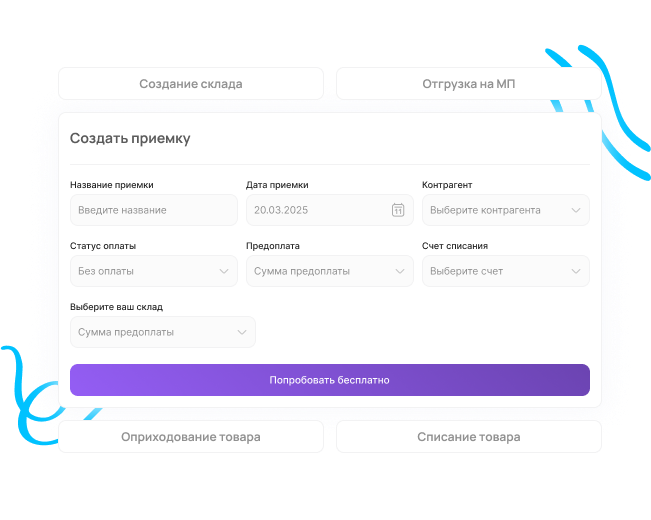 Создание склада
Отгрузка на МП
Создать приемку
Название приемки
Дата приемки
Контрагент
Введите название
20.03.2025
11
Выберите контрагента
Статус оплаты
Предоплата
Счет списания
Без оплаты
Сумма предоплаты
Выберите счет
Выберите ваш склад
Сумма предоплаты
Попробовать бесплатно
Оприходование товара
Списание товара